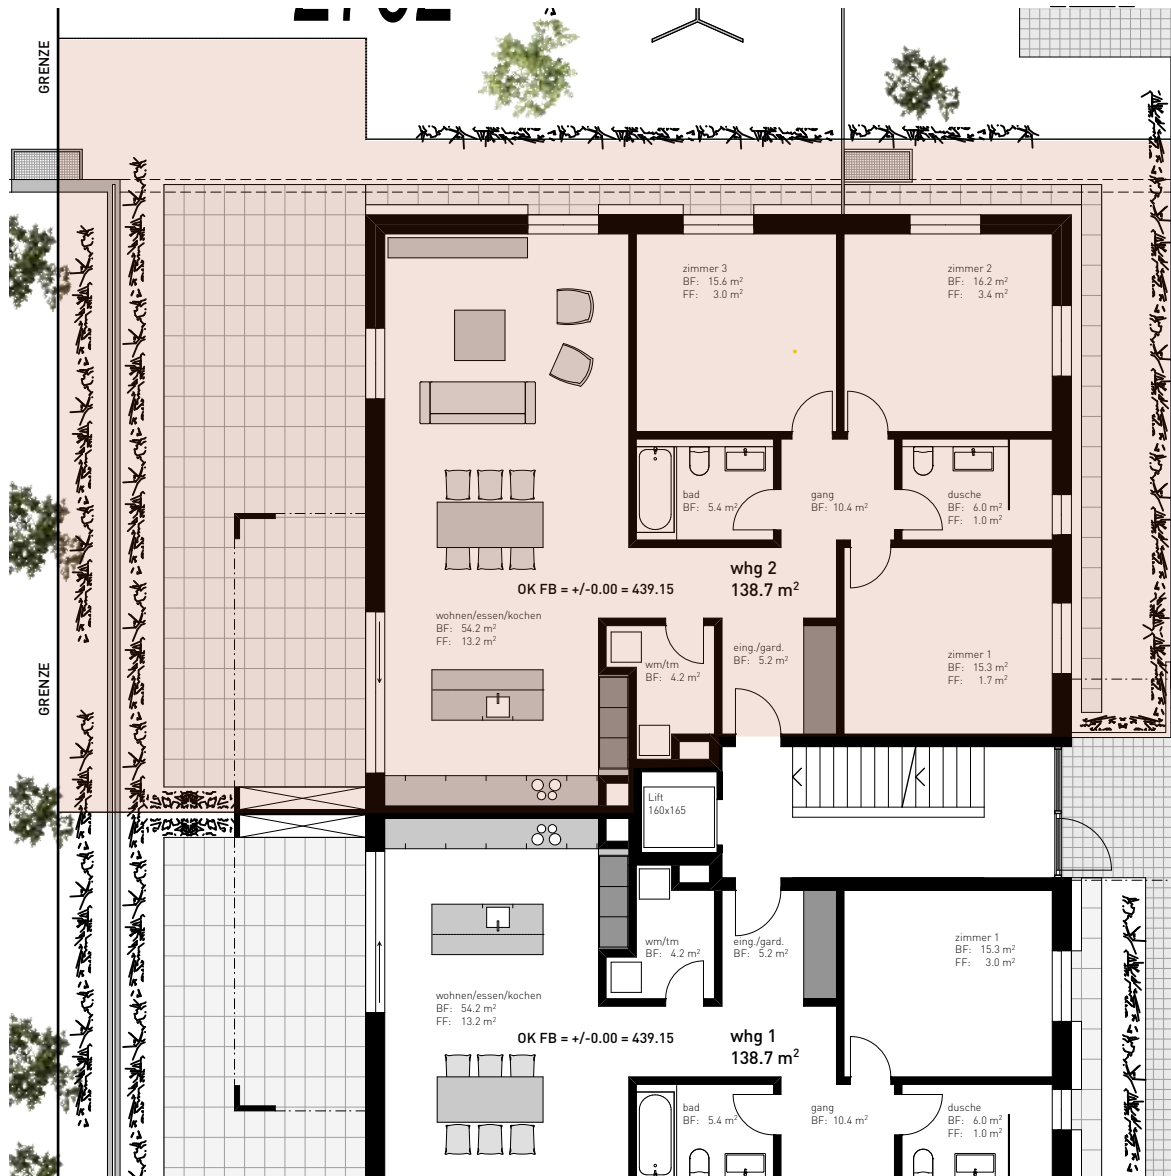 GRENZE
zimmer 3
BF: 15.6 m²
FF: 3.0 m²
zimmer 2
BF: 16.2 m²
FF: 3.4 m²
bad
BF: 5.4 m²
gang
BF: 10.4 m²
dusche
BF: 6.0 m²
FF: 1.0 m²
whg 2
138.7 m²
OK FB = +/-0.00 = 439.15
wohnen/essen/kochen
BF: 54.2 m²
FF: 13.2 m²
wm/tm
BF: 4.2 m²
eing./gard.
BF: 5.2 m²
zimmer 1
BF: 15.3 m²
FF: 1.7 m²
GRENZE
Lift
160x165
wm/tm
BF: 4.2 m²
eing./gard.
BF: 5.2 m²
zimmer 1
BF: 15.3 m²
FF: 3.0 m²
wohnen/essen/kochen
BF: 54.2 m²
FF: 13.2 m²
OK FB = +/-0.00 = 439.15
whg 1
138.7 m²
bad
BF: 5.4 m²
gang
BF: 10.4 m²
dusche
BF: 6.0 m²
FF: 1.0 m²